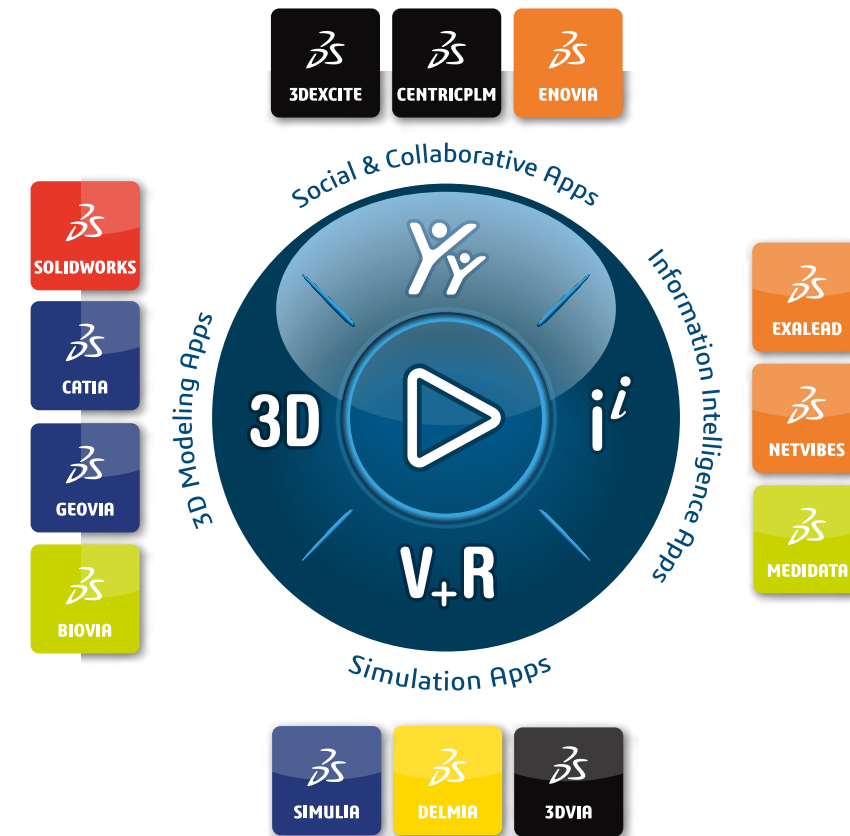 3DEXCITE
CENTRICPLM
ENOVIA
Social & Collaborative Apps
SOLIDWORKS
CATIA
GEOVIA
BIOVIA
3D Modeling Apps
3D
i i
V+R
Information Intelligence Apps
EXALEAD
NETVIBES
MEDIDATA
Simulation Apps
SIMULIA
DELMIA
3DVIA